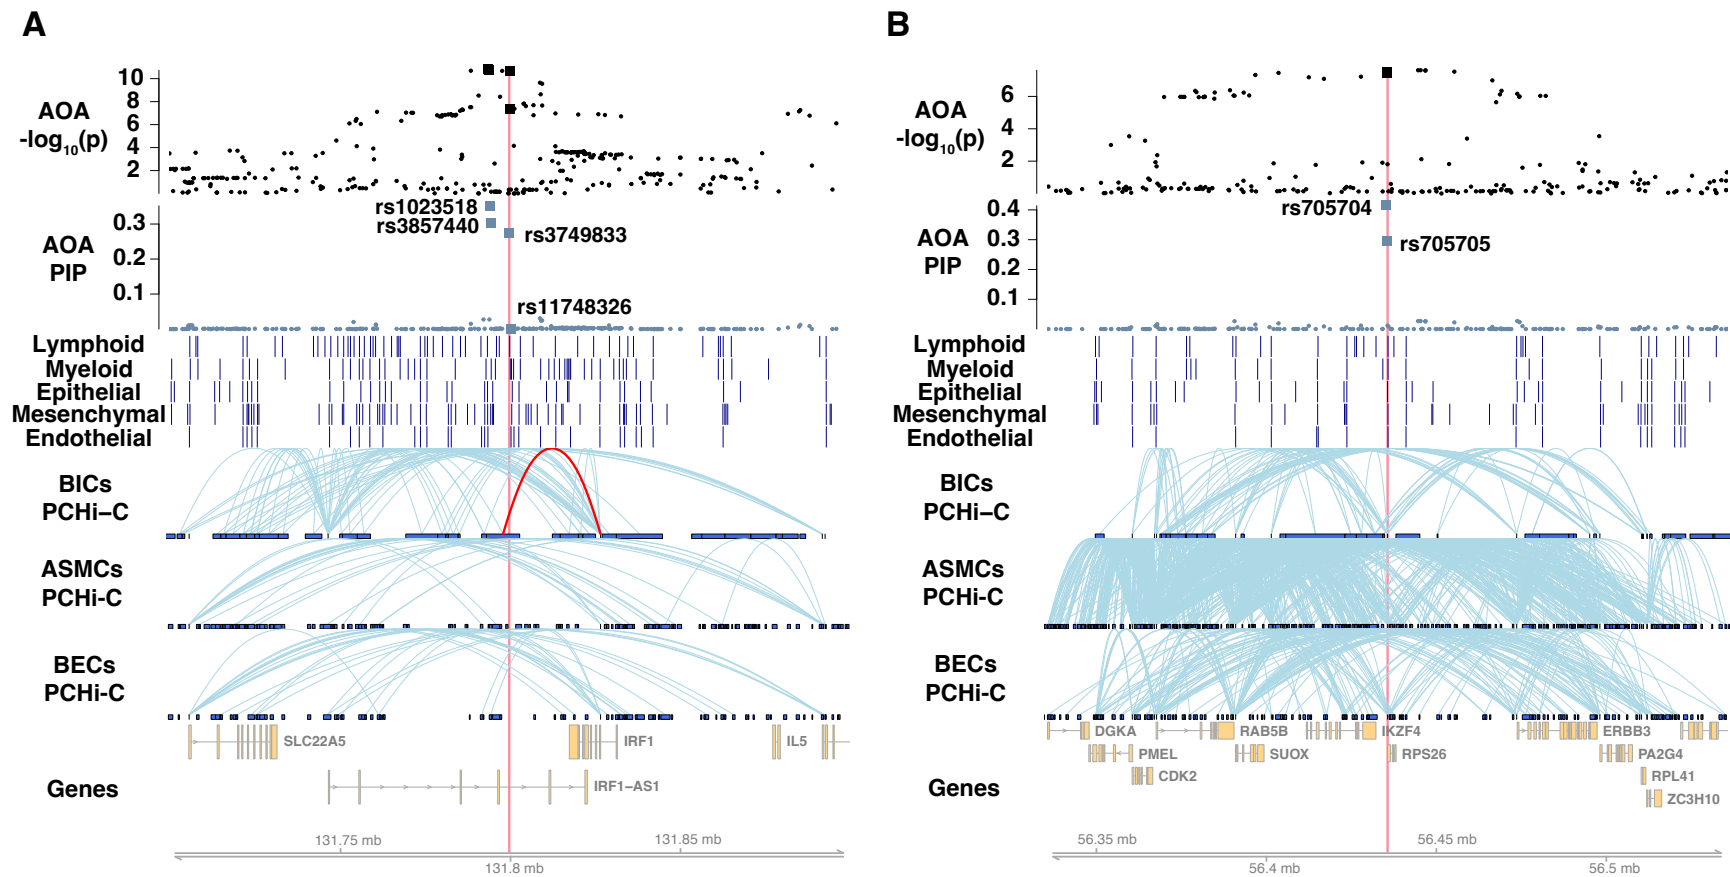 A
AOA
-log10(p)
10
8
6
4
2
rs1023518
rs3857440
rs3749833
rs11748326
AOA
PIP
0.3
0.2
0.1
Lymphoid
Myeloid
Epithelial
Mesenchymal
Endothelial
BICs
PCHi–C
ASMCs
PCHi-C
BECs
PCHi-C
SLC22A5
IRF1
IL5
IRF1–AS1
Genes
131.75 mb
131.85 mb
131.8 mb
B
AOA
-log10(p)
6
4
2
rs705704
rs705705
AOA
PIP
0.4
0.3
0.2
0.1
Lymphoid
Myeloid
Epithelial
Mesenchymal
Endothelial
BICs
PCHi–C
ASMCs
PCHi-C
BECs
PCHi-C
DGKA
RAB5B
IKZF4
ERBB3
PMEL
SUOX
RPS26
PA2G4
CDK2
RPL41
ZC3H10
Genes
56.35 mb
56.45 mb
56.4 mb
56.5 mb